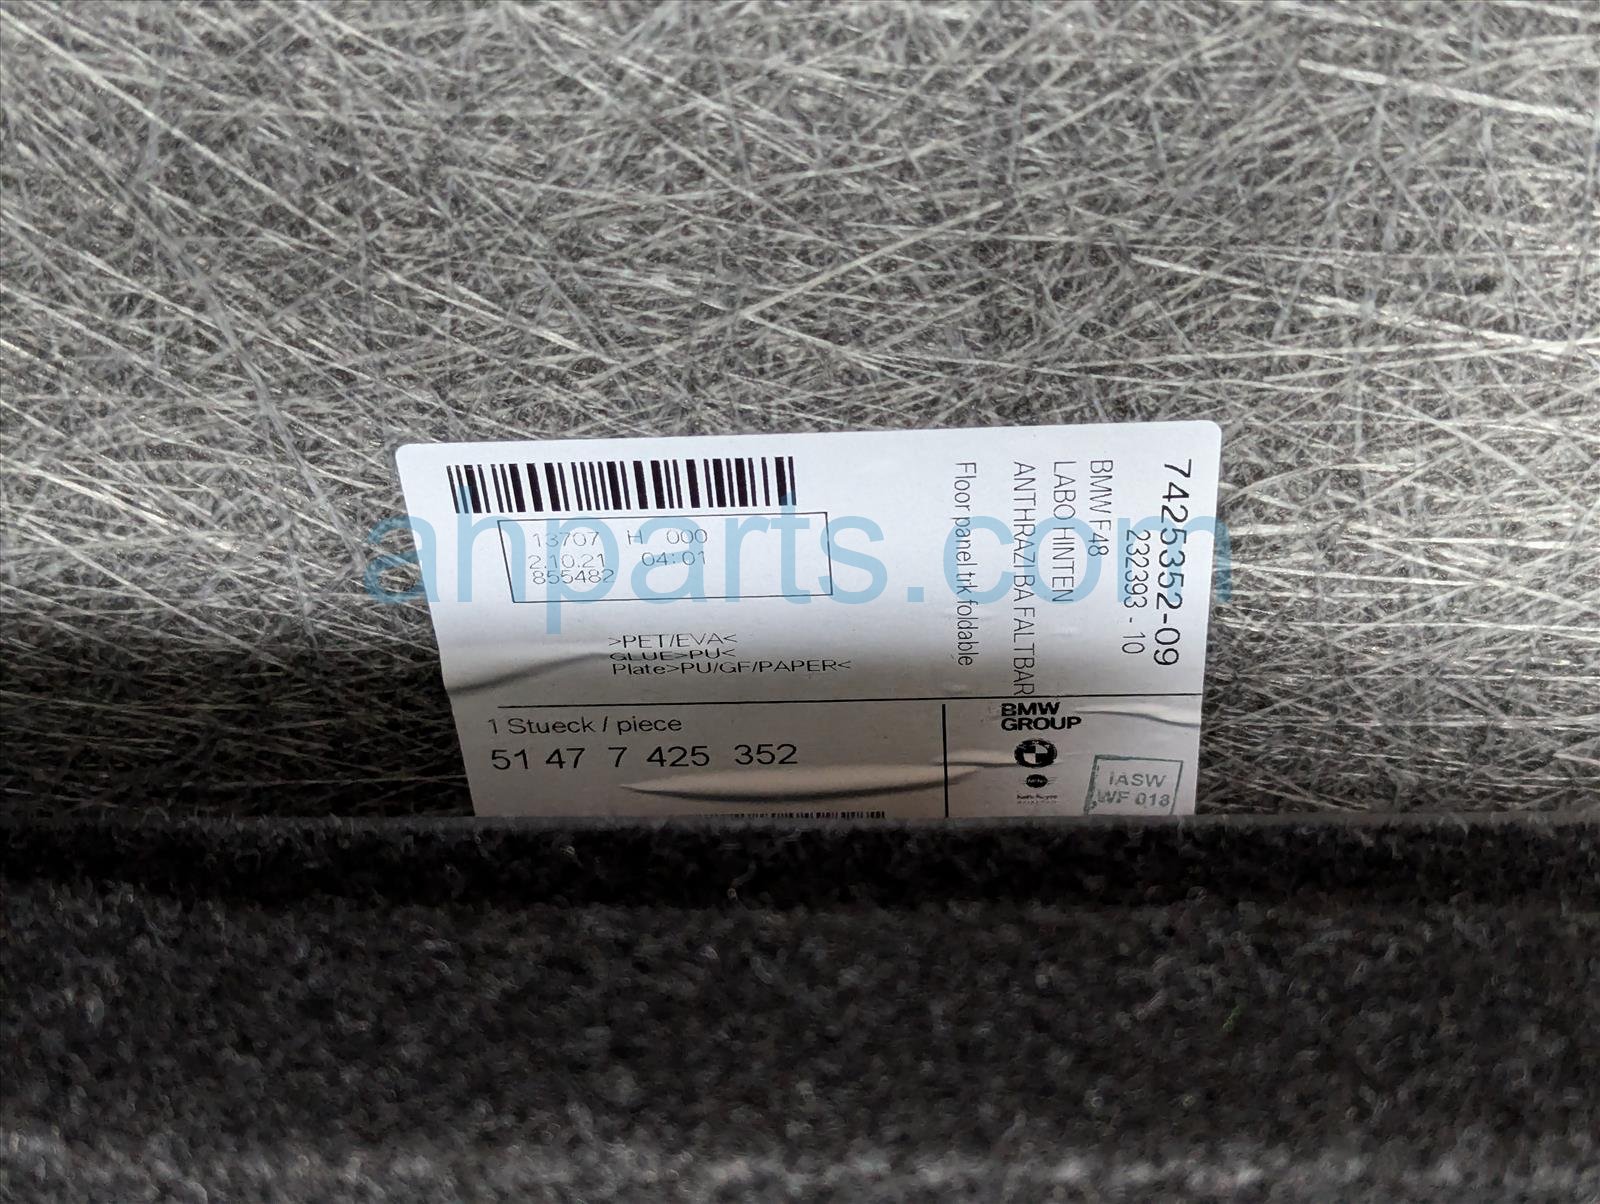 13707 H 000
2.10.21 04:01
855482
>PET/EVA<
GLUE>PU<
Plate>PU/GF/PAPER<
7425352-09
232393 - 10
BMW F48
LABO HINTEN
ANTHRAZIBA FALTBAR
Floor panel trk foldable
1 Stueck / piece
51 47 7 425 352
BMW
GROUP
IASW
WF 018
ahparts.com